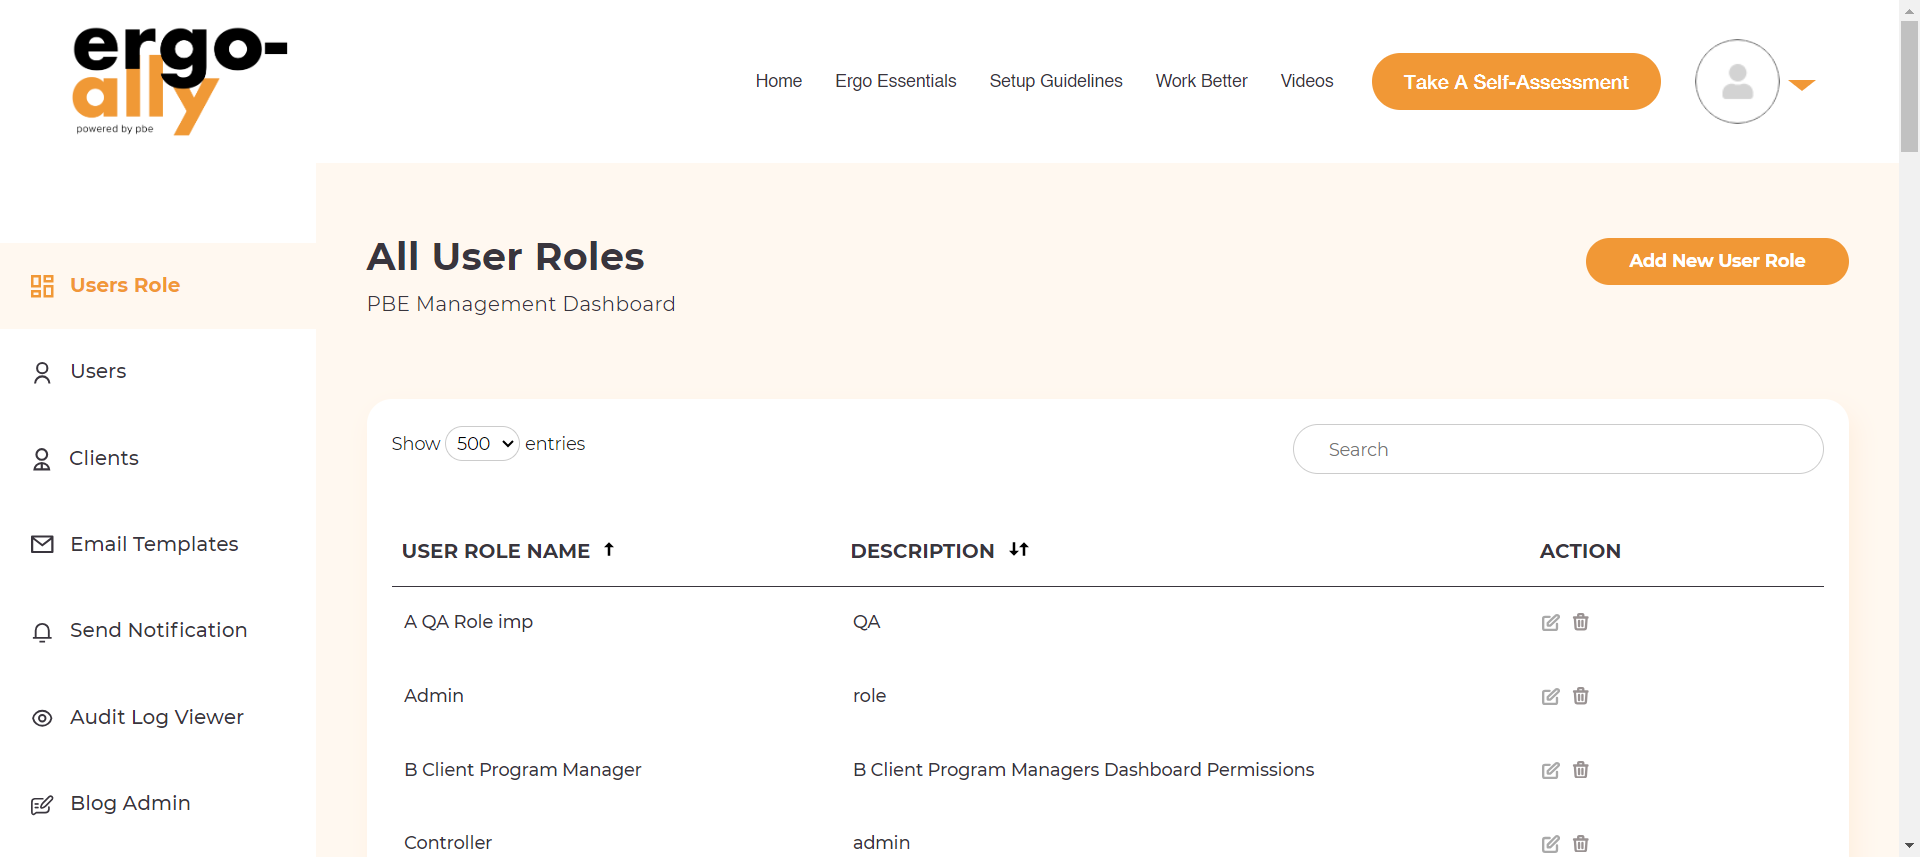 ergo-
ally
powered by pbe
Home Ergo Essentials Setup Guidelines Work Better Videos Take A Self-Assessment
All User Roles
PBE Management Dashboard
Add New User Role
Users Role
Users
Clients
Email Templates
Send Notification
Audit Log Viewer
Blog Admin
Show 500 entries
Search
USER ROLE NAME DESCRIPTION ACTION
A QA Role imp QA
Admin role
B Client Program Manager B Client Program Managers Dashboard Permissions
Controller admin